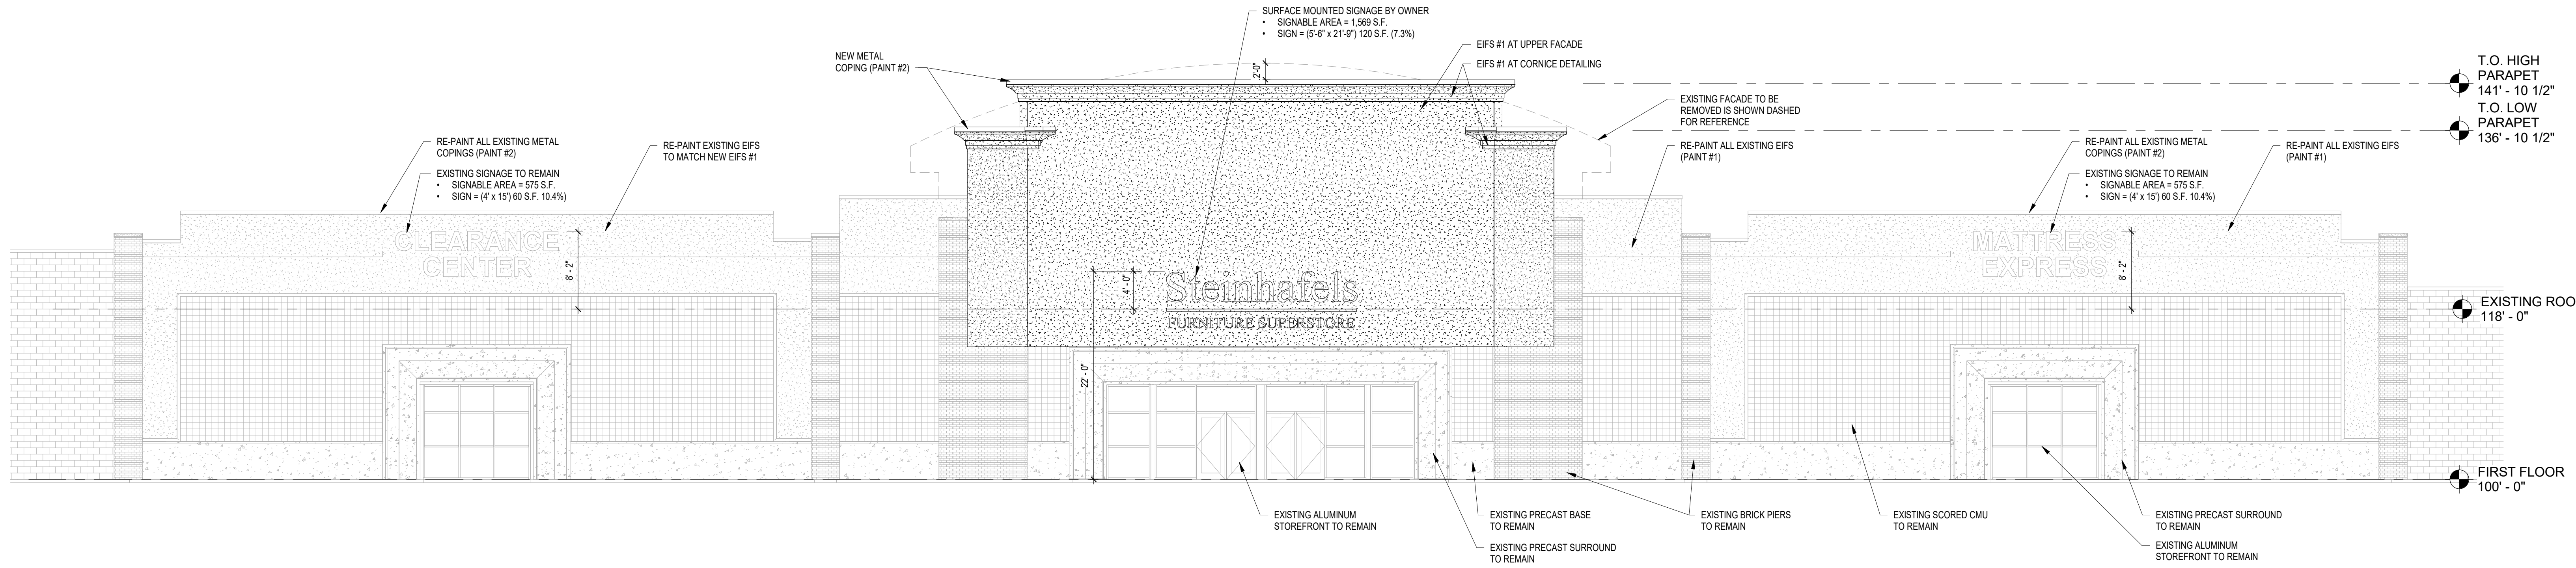 SURFACE MOUNTED SIGNAGE BY OWNER
• SIGNABLE AREA = 1,569 S.F.
• SIGN = (5'-6" x 21'-9") 120 S.F. (7.3%)
NEW METAL
COPING (PAINT #2)
2'-0"
EIFS #1 AT UPPER FACADE
EIFS #1 AT CORNICE DETAILING
T.O. HIGH
PARAPET
141' - 10 1/2"
T.O. LOW
PARAPET
136' - 10 1/2"
EXISTING FACADE TO BE
REMOVED IS SHOWN DASHED
FOR REFERENCE
RE-PAINT ALL EXISTING METAL
COPINGS (PAINT #2)
EXISTING SIGNAGE TO REMAIN
• SIGNABLE AREA = 575 S.F.
• SIGN = (4' x 15') 60 S.F. 10.4%)
RE-PAINT EXISTING EIFS
TO MATCH NEW EIFS #1
RE-PAINT ALL EXISTING EIFS
(PAINT #1)
RE-PAINT ALL EXISTING METAL
COPINGS (PAINT #2)
EXISTING SIGNAGE TO REMAIN
• SIGNABLE AREA = 575 S.F.
• SIGN = (4' x 15') 60 S.F. 10.4%)
RE-PAINT ALL EXISTING EIFS
(PAINT #1)
CLEARANCE
CENTER
8' - 2"
4' - 0"
Steinhafels
FURNITURE SUPERSTORE
22' - 0"
MATTRESS
EXPRESS
8' - 2"
EXISTING ROO
118' - 0"
FIRST FLOOR
100' - 0"
EXISTING ALUMINUM
STOREFRONT TO REMAIN
EXISTING PRECAST BASE
TO REMAIN
EXISTING PRECAST SURROUND
TO REMAIN
EXISTING BRICK PIERS
TO REMAIN
EXISTING SCORED CMU
TO REMAIN
EXISTING PRECAST SURROUND
TO REMAIN
EXISTING ALUMINUM
STOREFRONT TO REMAIN